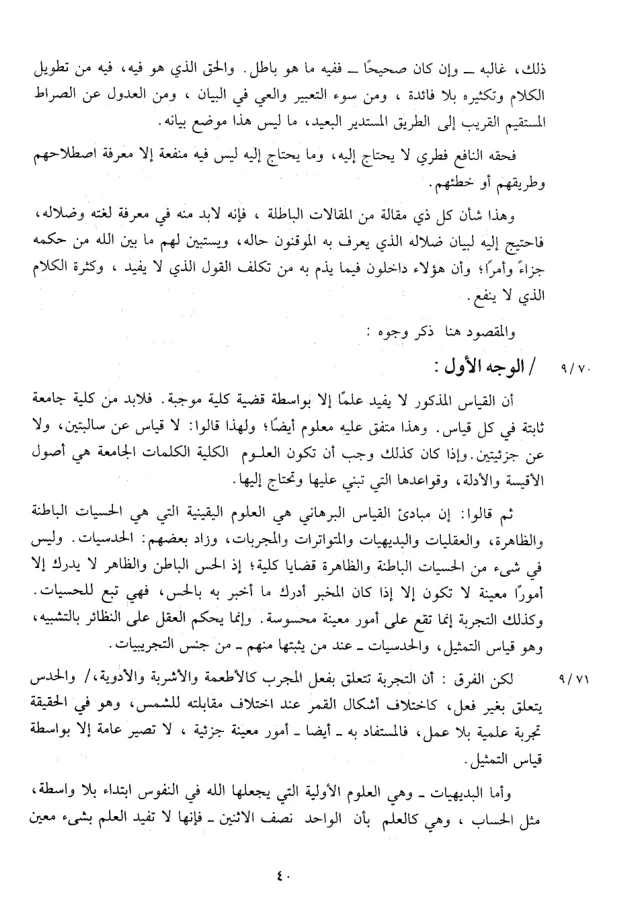 ذلك، غالبه ــ وإن كان صحيحًا ــ ففيه ما هو باطل. والحق الذي هو فيه، فيه من تطويل
الكلام وتكثيره بلا فائدة ، ومن سوء التعبير والعي في البيان ، ومن العدول عن الصراط
المستقيم القريب إلى الطريق المستدير البعيد، ما ليس هذا موضع بيانه.
فحقه النافع فطري لا يحتاج إليه، وما يحتاج إليه ليس فيه منفعة إلا معرفة اصطلاحهم
وطريقهم أو خطئهم.
وهذا شأن كل ذي مقالة من المقالات الباطلة ، فإنه لابد منه في معرفة لغته وضلاله،
فاحتيج إليه لبيان ضلاله الذي يعرف به الموقنون حاله، ويستبين لهم ما بين الله من حكمه
جزاءً وأمرًا؛ وأن هؤلاء داخلون فيما يذم به من تكلف القول الذي لا يفيد ، وكثرة الكلام
الذي لا ينفع.
والمقصود هنا ذكر وجوه :
٩/٧٠ / الوجه الأول :
أن القياس المذكور لا يفيد علمًا إلا بواسطة قضية كلية موجبة. فلابد من كلية جامعة
ثابتة في كل قياس. وهذا متفق عليه معلوم أيضًا؛ ولهذا قالوا: لا قياس عن سالبتين، ولا
عن جزئيتين.وإذا كان كذلك وجب أن تكون العلـوم الكلية الكلمات الجامعة هي أصول
الأقيسة والأدلة، وقواعدها التي تبني عليها وتحتاج إليها.
ثم قالوا: إن مبادئ القياس البرهاني هي العلوم اليقينية التي هي الحسيات الباطنة
والظاهرة، والعقليات والبديهيات والمتواترات والمجربات، وزاد بعضهم: الحدسيات. وليس
في شىء من الحسيات الباطنة والظاهرة قضايا كلية؛ إذ الحس الباطن والظاهر لا يدرك إلا
أمورًا معينة لا تكون إلا إذا كان المخبر أدرك ما أخبر به بالحس، فهي تبع للحسيات.
وكذلك التجربة إنما تقع على أمور معينة محسوسة. وإنما يحكم العقل على النظائر بالتشبيه،
وهو قياس التمثيل، والحدسيات ـ عند من يثبتها منهم ـ من جنس التجريبيات.
٩/٧١ لكن الفرق : أن التجربة تتعلق بفعل المجرب كالأطعمة والأشربة والأدوية،/ والحدس
يتعلق بغير فعل، كاختلاف أشكال القمر عند اختلاف مقابلته للشمس، وهو في الحقيقة
تجربة علمية بلا عمل، فالمستفاد به ـ أيضا ـ أمور معينة جزئية ، لا تصير عامة إلا بواسطة
قياس التمثيل.
وأما البديهيات ـ وهي العلوم الأولية التي يجعلها الله في النفوس ابتداء بلا واسطة،
مثل الحساب ، وهي كالعلم بأن الواحد نصف الاثنين ـ فإنها لا تفيد العلم بشىء معين
٤٠